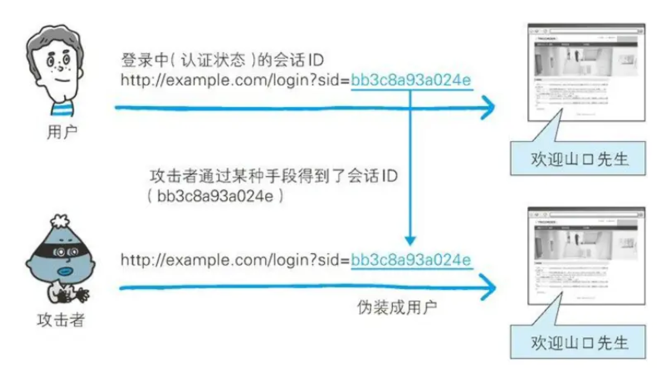 登录中（认证状态）的会话ID
http://example.com/login?sid=bb3c8a93a024e
用户
欢迎山口先生
攻击者通过某种手段得到了会话ID
（bb3c8a93a024e）
http://example.com/login?sid=bb3c8a93a024e
伪装成用户
攻击者
欢迎山口先生